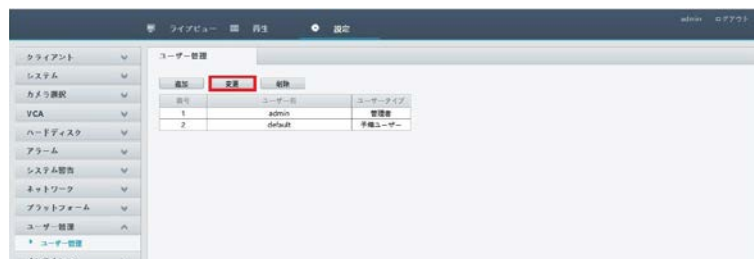 admin ログアウト
ライブビュー 再生 設定
クライアント
システム
カメラ選択
VCA
ハードディスク
アラーム
システム警告
ネットワーク
プラットフォーム
ユーザー管理
ユーザー管理
ユーザー管理
追加 変更 削除
番号 ユーザー名 ユーザータイプ
1 admin 管理者
2 default 子機ユーザー